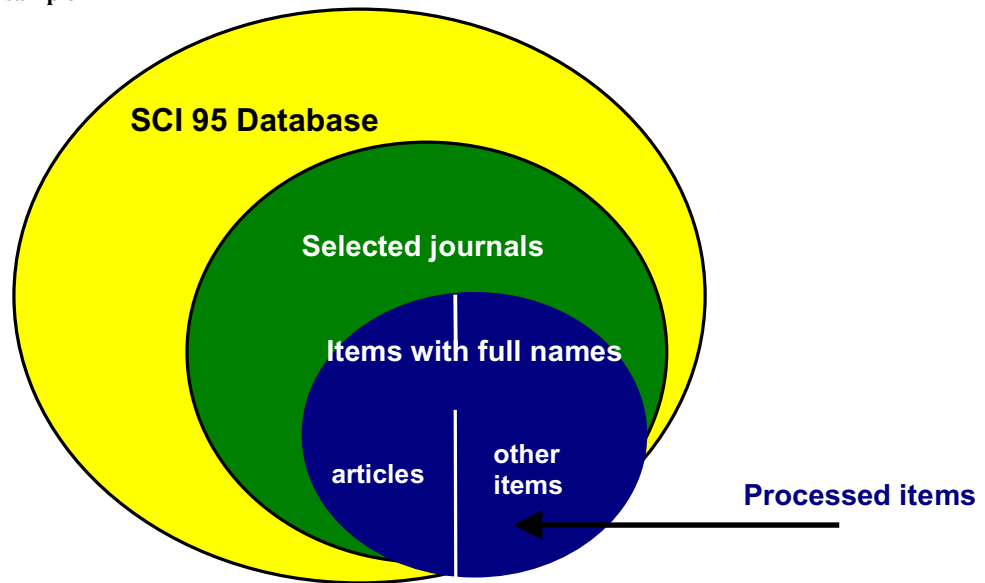 SCI 95 Database
Selected journals
Items with full names
articles
other
items
Processed items